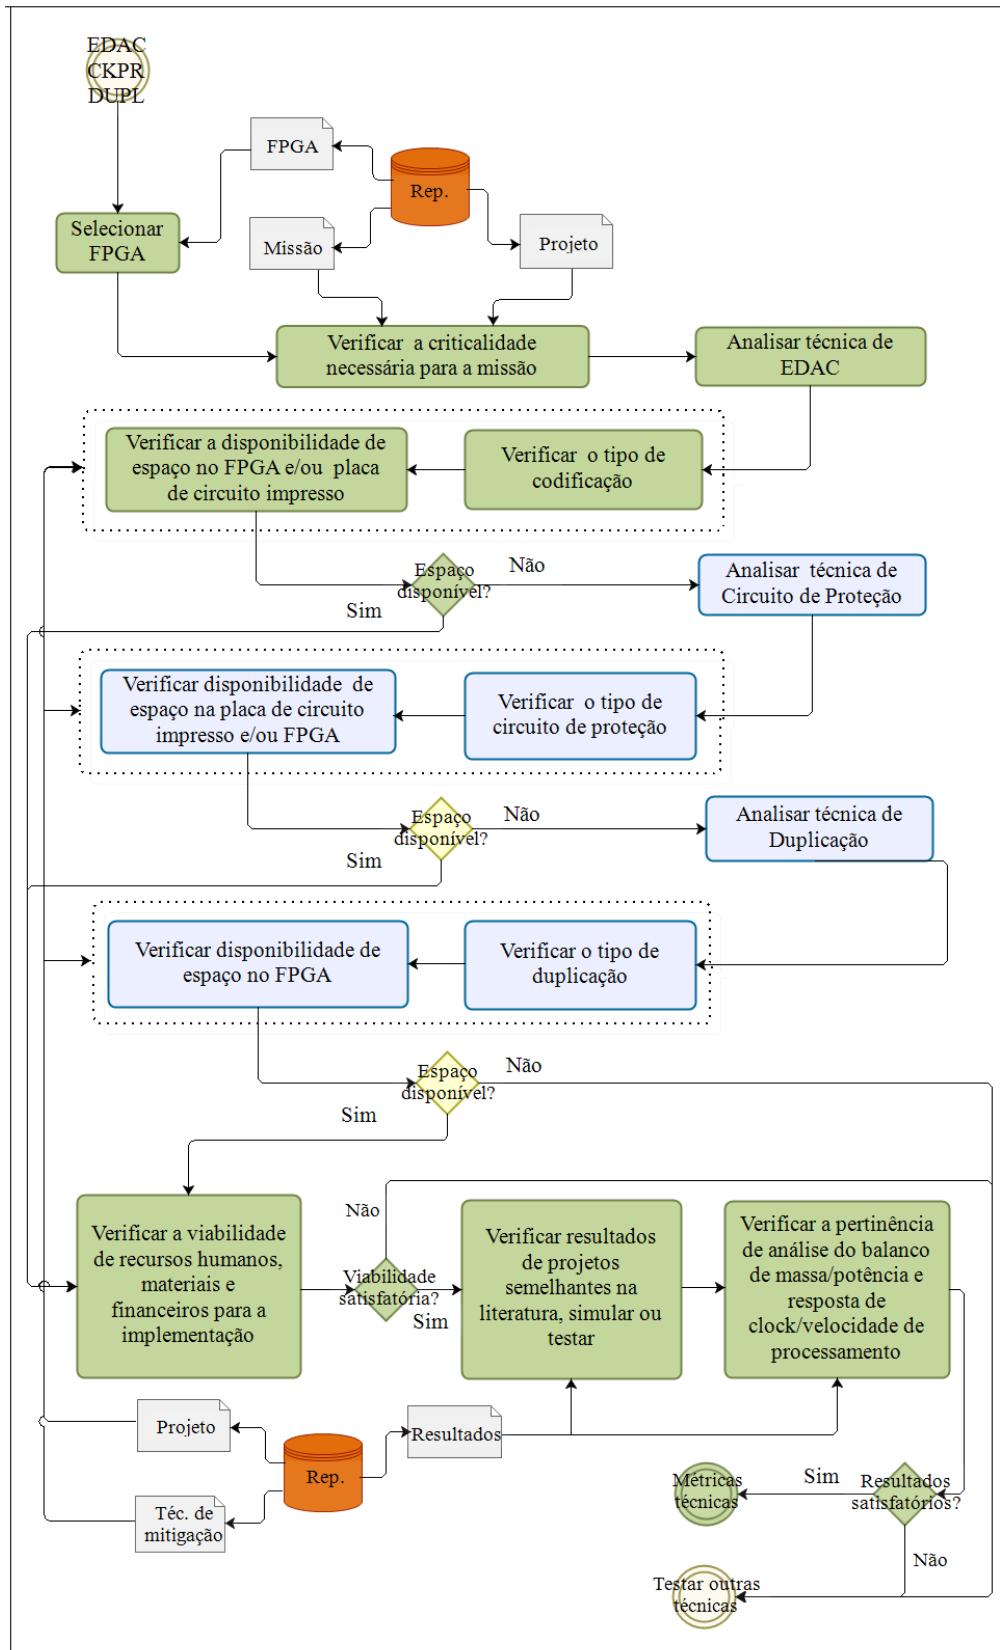 EDAC
CKPR
DUPL
FPGA
Rep.
Selecionar
FPGA
Missão
Projeto
Verificar a criticalidade
necessária para a missão
Analisar técnica de
EDAC
Verificar a disponibilidade de
espaço no FPGA e/ou placa
de circuito impresso
Verificar o tipo de
codificação
Espaço
disponível?
Não
Sim
Analisar técnica de
Circuito de Proteção
Verificar disponibilidade de
espaço na placa de circuito
impresso e/ou FPGA
Verificar o tipo de
circuito de proteção
Espaço
disponível?
Não
Sim
Analisar técnica de
Duplicação
Verificar disponibilidade de
espaço no FPGA
Verificar o tipo de
duplicação
Espaço
disponível?
Não
Sim
Verificar a viabilidade
de recursos humanos,
materiais e
financeiros para a
implementação
Não
Viabilidade
satisfatória?
Sim
Verificar resultados
de projetos
semelhantes na
literatura, simular ou
testar
Verificar a pertinência
de análise do balanco
de massa/potência e
resposta de
clock/velocidade de
processamento
Projeto
Rep.
Resultados
Téc. de
mitigação
Métricas
técnicas
Sim
Resultados
satisfatórios?
Não
Testar outras
técnicas